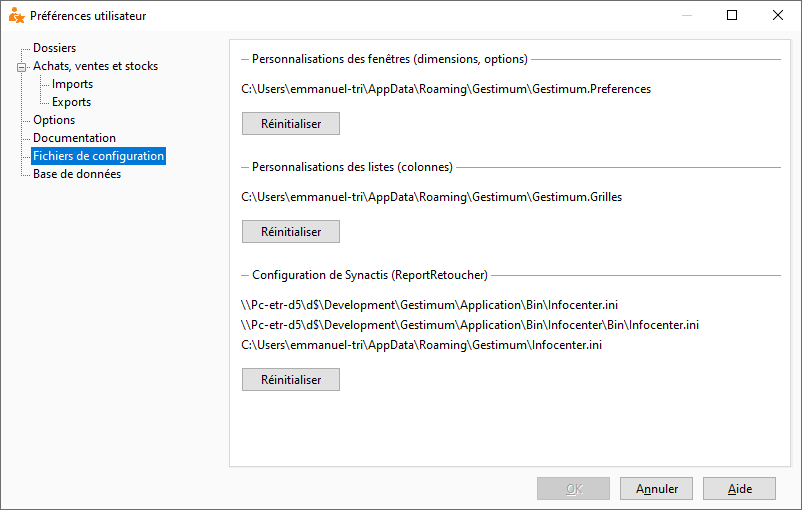 Préférences utilisateur
Dossiers
Achats, ventes et stocks
Imports
Exports
Options
Documentation
Fichiers de configuration
Base de données
Personnalisations des fenêtres (dimensions, options)
C:\Users\emmanuel-tri\AppData\Roaming\Gestimum\Gestimum.Preferences
Réinitialiser
Personnalisations des listes (colonnes)
C:\Users\emmanuel-tri\AppData\Roaming\Gestimum\Gestimum.Grilles
Réinitialiser
Configuration de Synactis (ReportRetoucher)
\\Pc-etr-d5\d$\Development\Gestimum\Application\Bin\Infocenter.ini
\\Pc-etr-d5\d$\Development\Gestimum\Application\Bin\Infocenter\Bin\Infocenter.ini
C:\Users\emmanuel-tri\AppData\Roaming\Gestimum\Infocenter.ini
Réinitialiser
OK Annuler Aide